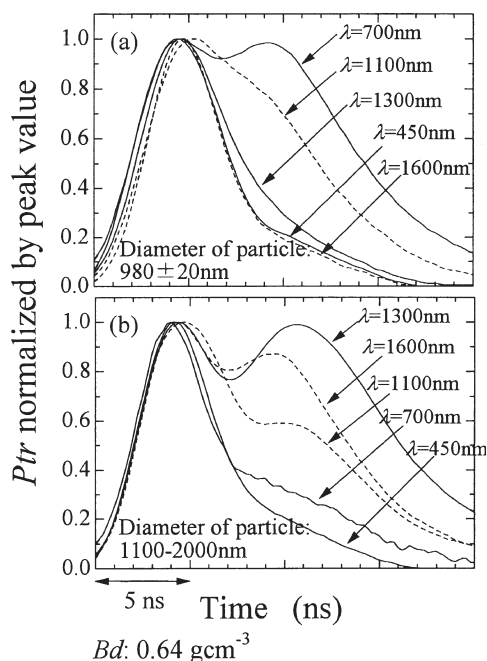 Ptr normalized by peak value
(a)
1.0
0.8
0.6
0.4
0.2
0.0
λ=700nm
λ=1100nm
λ=1300nm
λ=450nm
λ=1600nm
Diameter of particle:
980±20nm
(b)
1.0
0.8
0.6
0.4
0.2
0.0
λ=1300nm
λ=1600nm
λ=1100nm
λ=700nm
λ=450nm
Diameter of particle:
1100-2000nm
5 ns
Time (ns)
Bd: 0.64 gcm⁻³